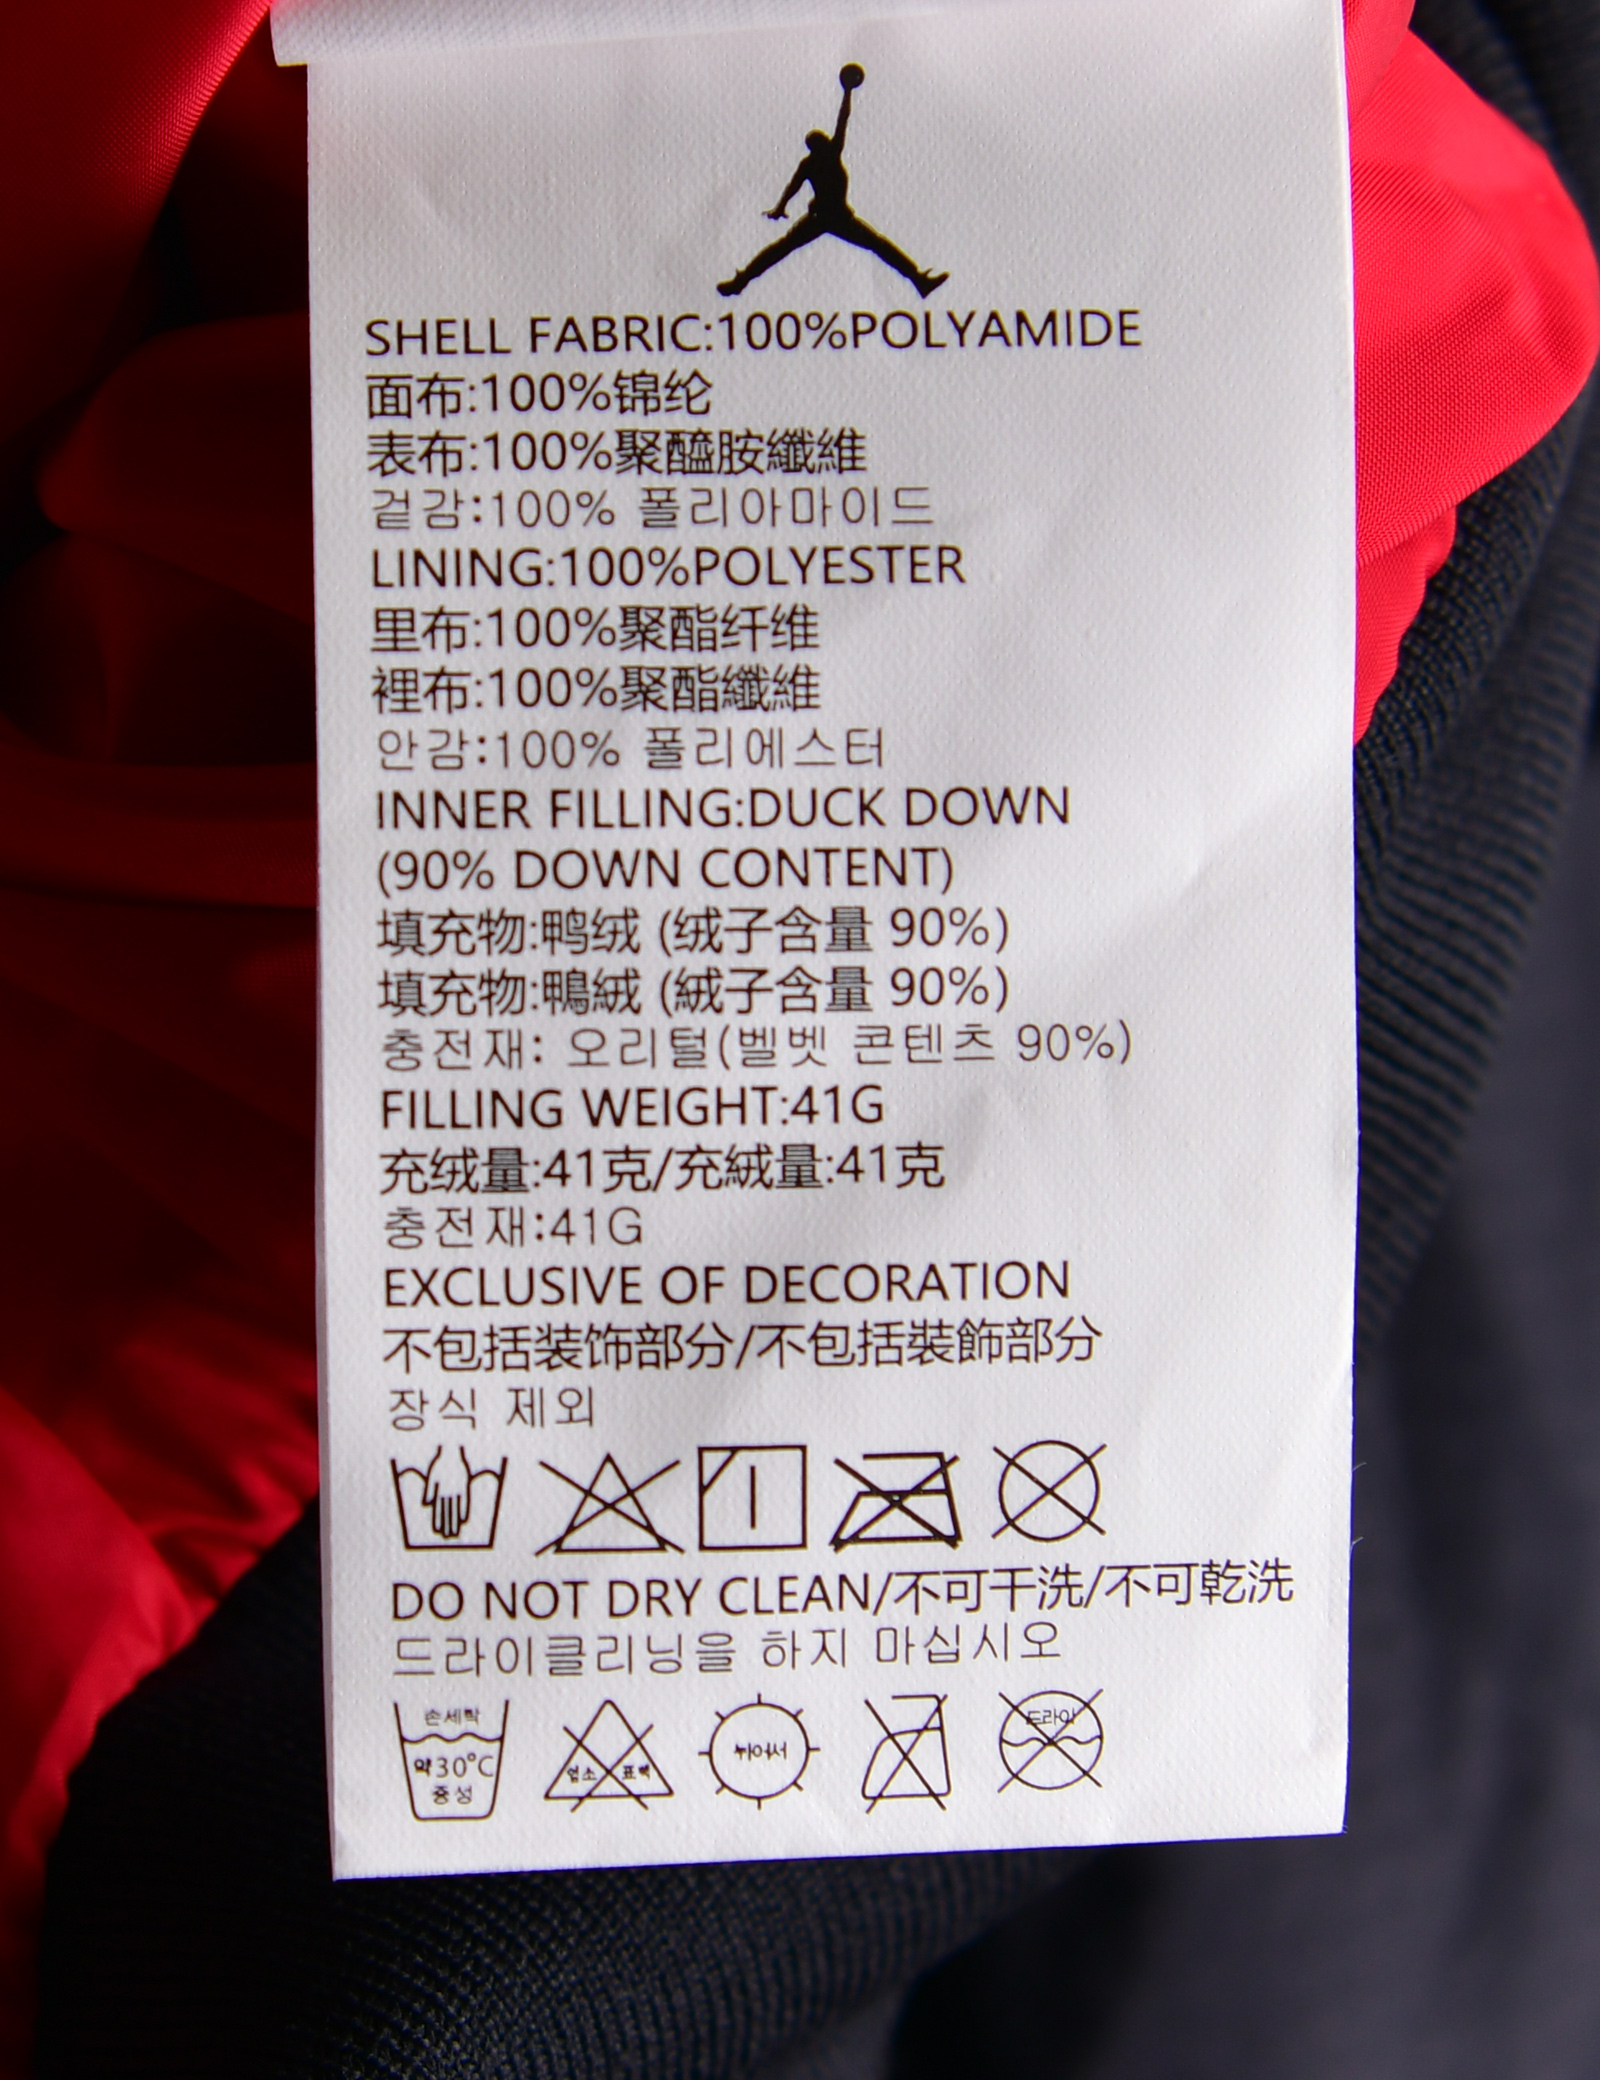 SHELL FABRIC:100%POLYAMIDE
面布:100%锦纶
表布:100%聚醯胺纖維
겉감:100% 폴리아마이드
LINING:100%POLYESTER
里布:100%聚酯纤维
裡布:100%聚酯纖維
안감:100% 폴리에스터
INNER FILLING:DUCK DOWN
(90% DOWN CONTENT)
填充物:鸭绒 (绒子含量 90%)
填充物:鴨絨 (絨子含量 90%)
충전재: 오리털(벨벳 콘텐츠 90%)
FILLING WEIGHT:41G
充绒量:41克/充絨量:41克
충전재:41G
EXCLUSIVE OF DECORATION
不包括装饰部分/不包括裝飾部分
장식 제외
DO NOT DRY CLEAN/不可干洗/不可乾洗
드라이클리닝을 하지 마십시오
손세탁
약30°C
중성
염소 표백
뉘어서
드라이